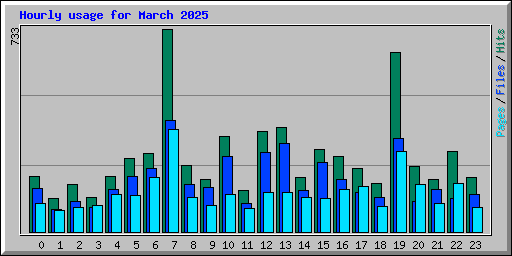 Hourly usage for March 2025
733
Pages / Files / Hits
0 1 2 3 4 5 6 7 8 9 10 11 12 13 14 15 16 17 18 19 20 21 22 23